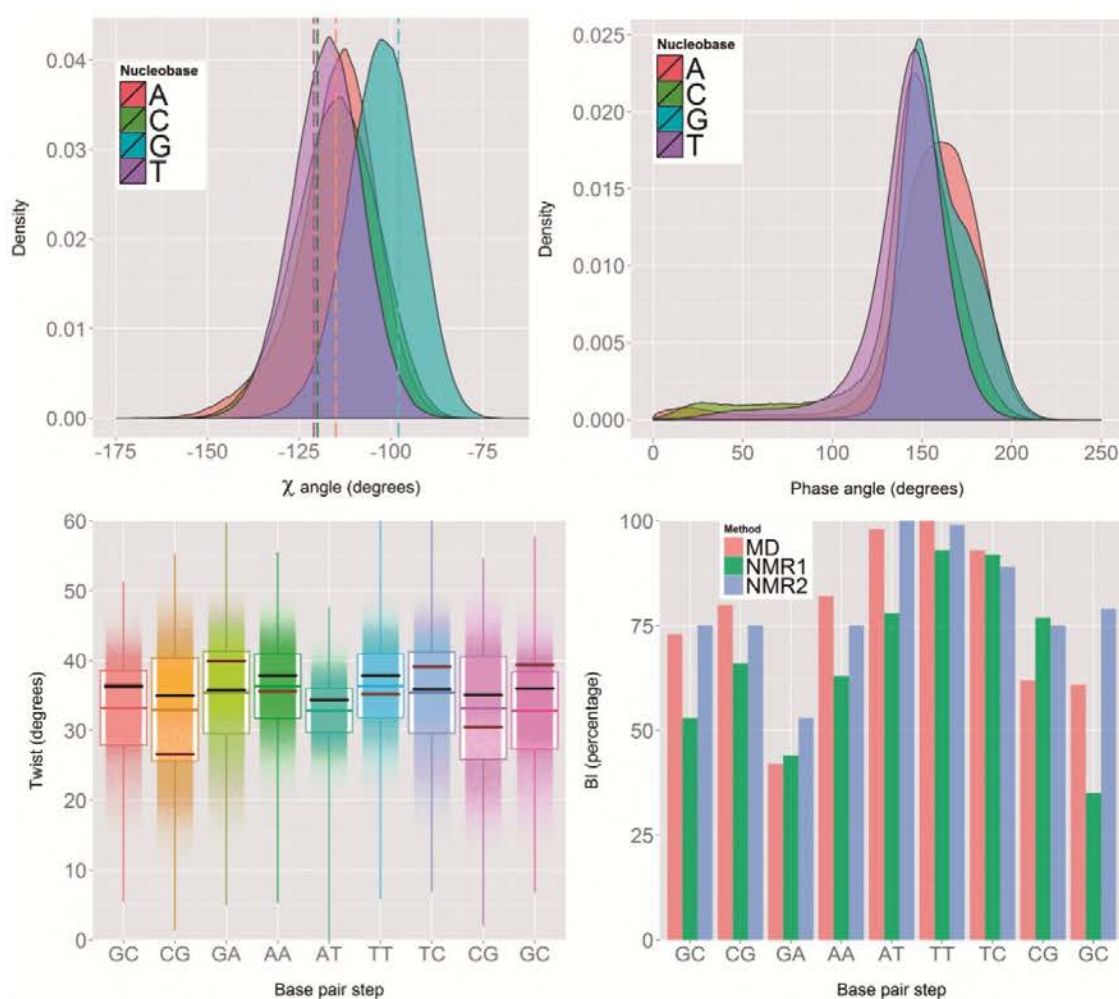 Nucleobase
A
C
G
T
0.04
0.03
0.02
0.01
0.00
Density
-175
-150
-125
-100
-75
χ angle (degrees)
Nucleobase
A
C
G
T
0.025
0.020
0.015
0.010
0.005
0.000
Density
0
50
100
150
200
250
Phase angle (degrees)
60
50
40
30
20
10
0
Twist (degrees)
GC CG GA AA AT TT TC CG GC
Base pair step
Method
MD
NMR1
NMR2
100
75
50
25
0
BI (percentage)
GC CG GA AA AT TT TC CG GC
Base pair step